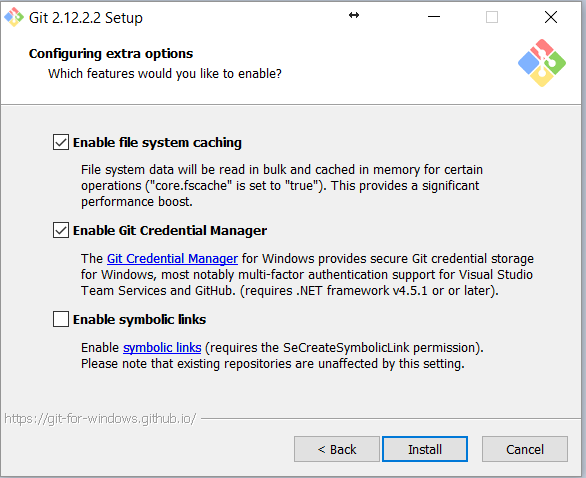 Git 2.12.2.2 Setup
Configuring extra options
Which features would you like to enable?
Enable file system caching
File system data will be read in bulk and cached in memory for certain
operations ("core.fscache" is set to "true"). This provides a significant
performance boost.
Enable Git Credential Manager
The Git Credential Manager for Windows provides secure Git credential storage
for Windows, most notably multi-factor authentication support for Visual Studio
Team Services and GitHub. (requires .NET framework v4.5.1 or or later).
Enable symbolic links
Enable symbolic links (requires the SeCreateSymbolicLink permission).
Please note that existing repositories are unaffected by this setting.
https://git-for-windows.github.io/
< Back
Install
Cancel